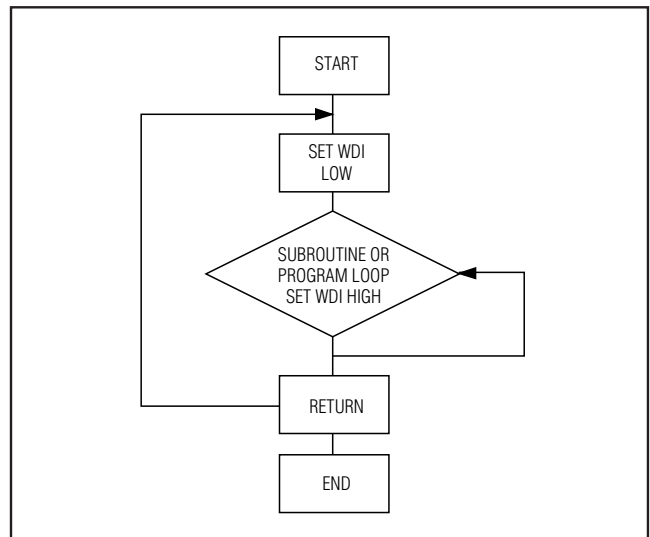 START
SET WDI
LOW
SUBROUTINE OR
PROGRAM LOOP
SET WDI HIGH
RETURN
END